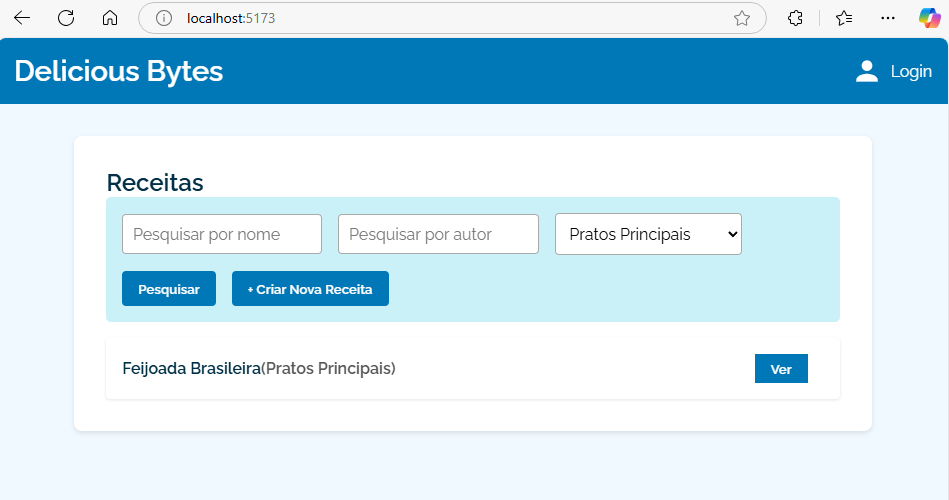 localhost:5173
Delicious Bytes
Login
Receitas
Pesquisar por nome
Pesquisar por autor
Pratos Principais
Pesquisar
+ Criar Nova Receita
Feijoada Brasileira(Pratos Principais)
Ver